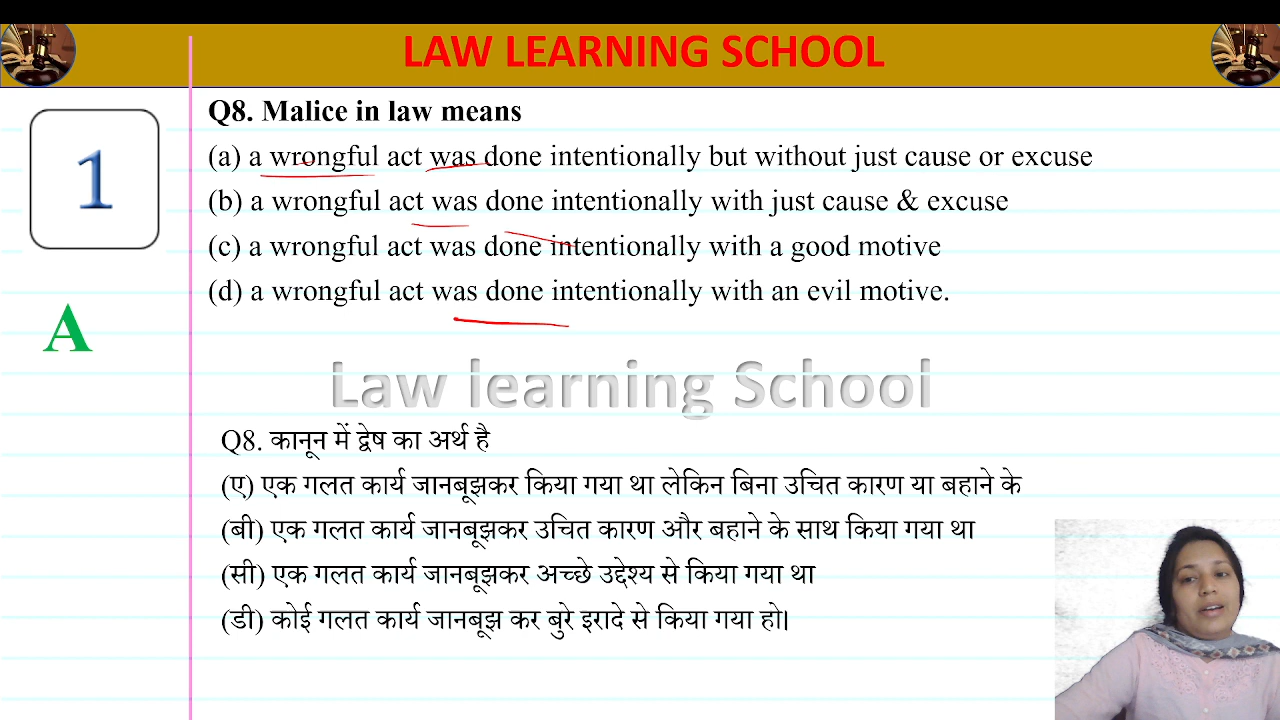 LAW LEARNING SCHOOL
1
A
Q8. Malice in law means
(a) a wrongful act was done intentionally but without just cause or excuse
(b) a wrongful act was done intentionally with just cause & excuse
(c) a wrongful act was done intentionally with a good motive
(d) a wrongful act was done intentionally with an evil motive.
Law learning School
Q8. कानून में द्वेष का अर्थ है
(ए) एक गलत कार्य जानबूझकर किया गया था लेकिन बिना उचित कारण या बहाने के
(बी) एक गलत कार्य जानबूझकर उचित कारण और बहाने के साथ किया गया था
(सी) एक गलत कार्य जानबूझकर अच्छे उद्देश्य से किया गया था
(डी) कोई गलत कार्य जानबूझ कर बुरे इरादे से किया गया हो।